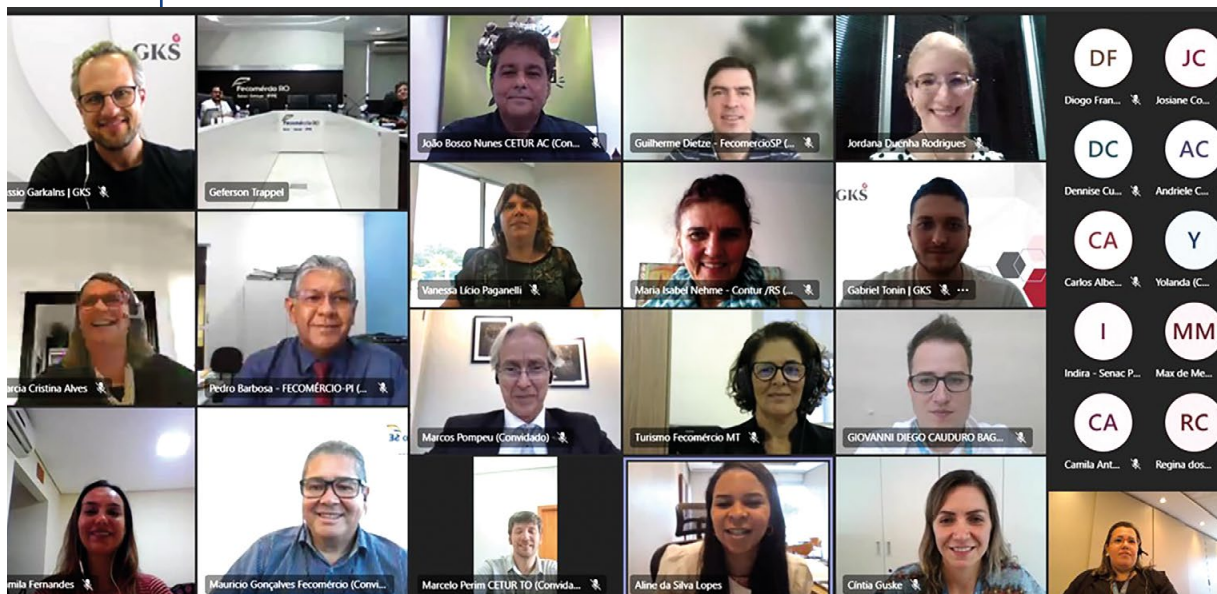 GKS
Fecomércio RJO
Fecomércio RJO
João Bosco Nunes CETUR AC (Con...
Guilherme Dietze - FecomercioSP (...
Jordana Duenha Rodrigues
ssio Garkalns | GKS
Geferson Trappel
GKS
Vanessa Lício Paganelli
Maria Isabel Nehme - Contur /RS (...
Gabriel Tonin | GKS
arcia Cristina Alves
Pedro Barbosa - FECOMÉRCIO-PI (...
Marcos Pompeu (Convidado)
Turismo Fecomércio MT
GIOVANNI DIEGO CAUDURO BAG...
mila Fernandes
Mauricio Gonçalves Fecomércio (Convi...
Marcelo Perim CETUR TO (Convida...
Aline da Silva Lopes
Cíntia Guske
DF
JC
Diogo Fran...
Josiane Co...
DC
AC
Dennise Cu...
Andriele C...
CA
Y
Carlos Albe...
Yolanda (C...
I
MM
Indira - Senac P...
Max de Me...
CA
RC
Camila Ant...
Regina dos...